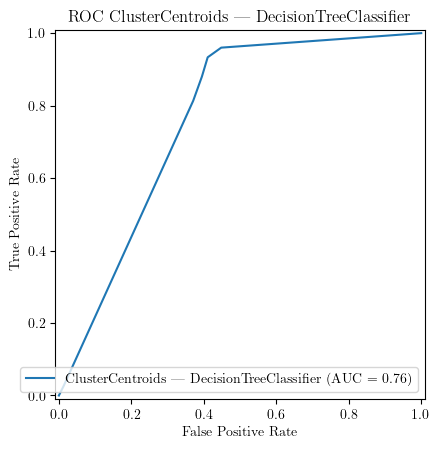 ROC ClusterCentroids — DecisionTreeClassifier
1.0
0.8
0.6
0.4
0.2
0.0
True Positive Rate
ClusterCentroids — DecisionTreeClassifier (AUC = 0.76)
0.0 0.2 0.4 0.6 0.8 1.0
False Positive Rate